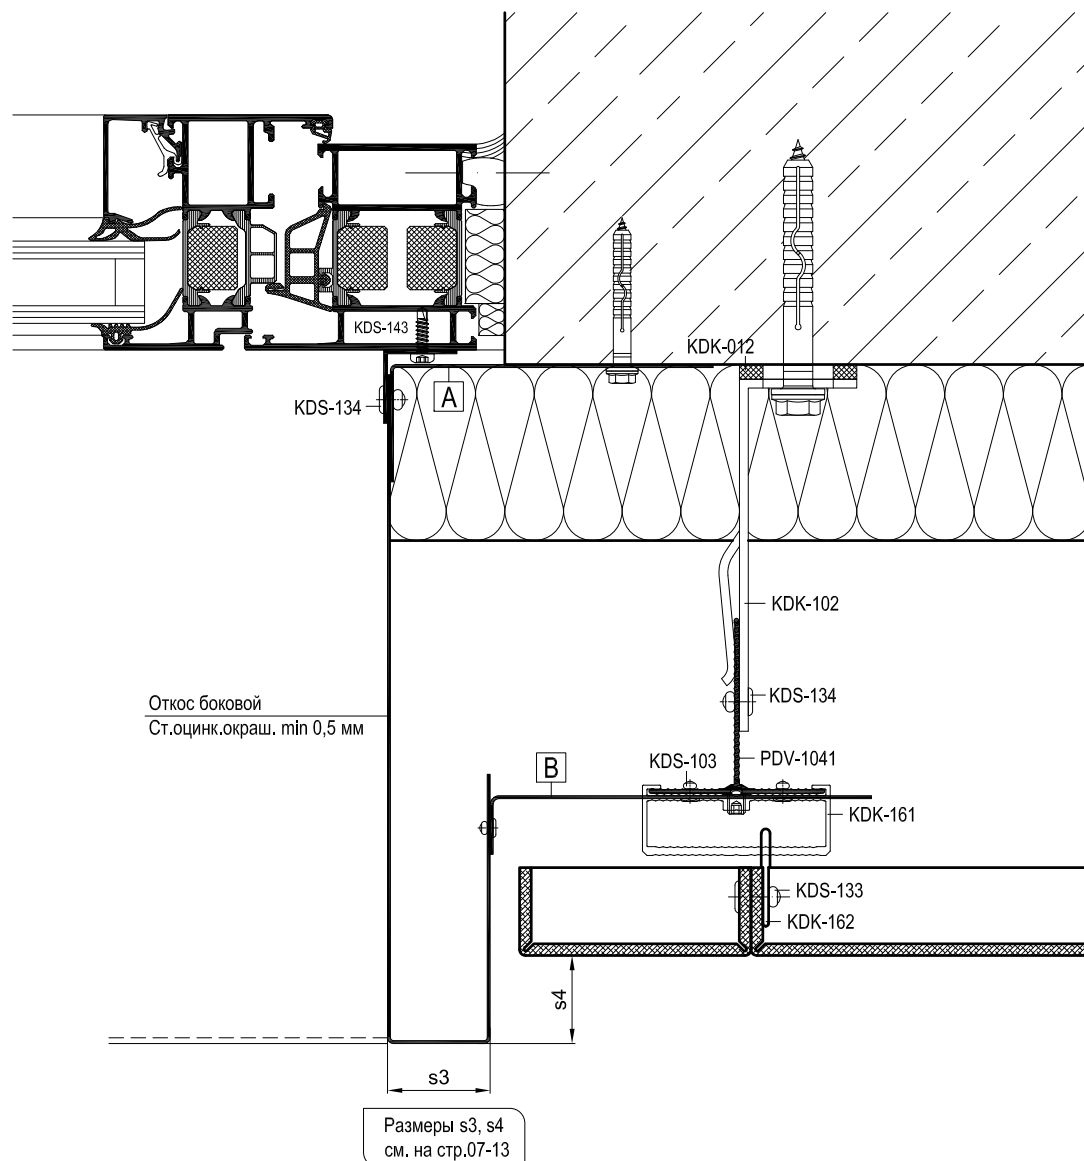 KDS-143
KDK-012
A
KDS-134
KDK-102
Откос боковой
Ст.оцинк.окраш. min 0,5 мм
KDS-134
KDS-103
PDV-1041
B
KDK-161
KDS-133
KDK-162
s4
s3
Размеры s3, s4
см. на стр.07-13